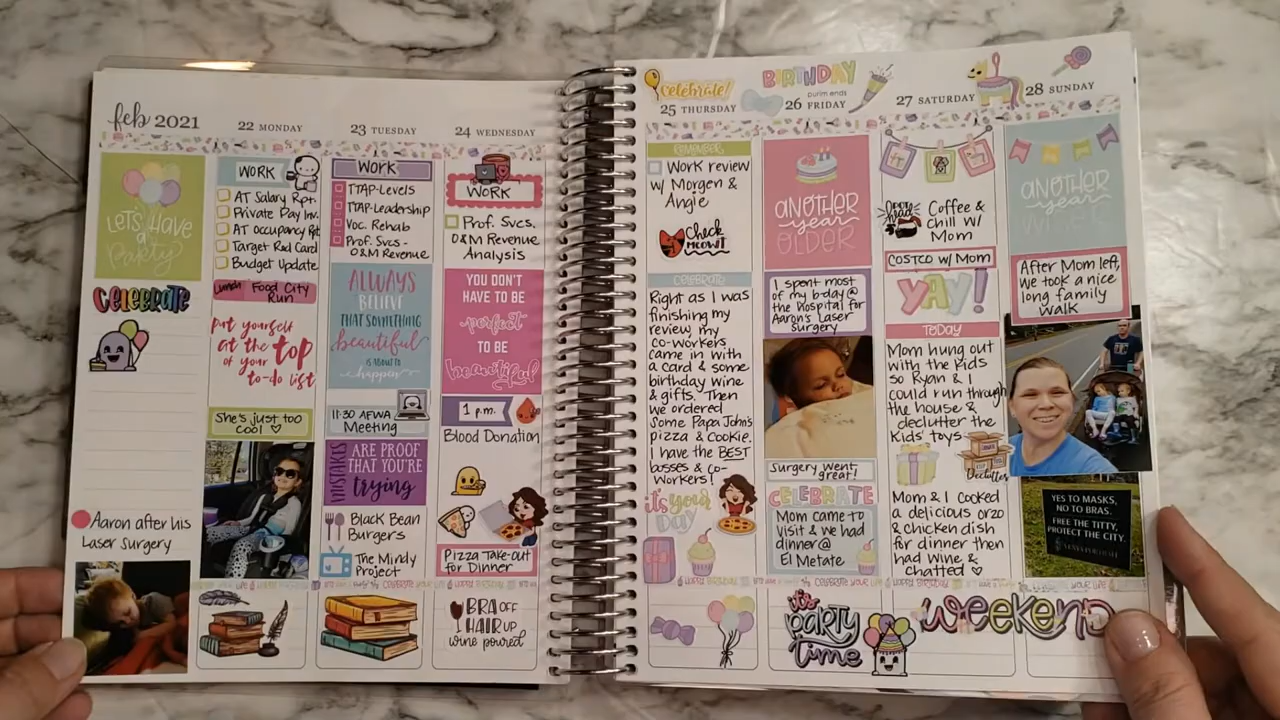 feb 2021
22 MONDAY
23 TUESDAY
24 WEDNESDAY
LET'S HAVE
a
Party
CELEBRATE
Aaron after his
Laser Surgery
WORK
AT Salary Rpt.
Private Pay Inv.
AT Occupancy Rpt
Target Red Card
Budget Update
Lunch Food City
Run
put yourself
at the top
of your
to-do list
She's just too
cool ♡
WORK
TTAP-Levels
TTAP-Leadership
Voc. Rehab
Prof. Svcs -
O&M Revenue
ALWAYS
BELIEVE
THAT SOMETHING
beautiful
IS ABOUT TO
happen
11:30 AFWA
Meeting
MISTAKES
ARE PROOF
THAT YOU'RE
trying
Black Bean
Burgers
The Mindy
Project
WORK
Prof. Svcs.
O&M Revenue
Analysis
YOU DON'T
HAVE TO BE
perfect
TO BE
beautiful
1 p.m.
Blood Donation
Pizza Take-out
for Dinner
BRA OFF
HAIR UP
wine poured
celebrate!
BIRTHDAY
purim ends
25 THURSDAY
26 FRIDAY
27 SATURDAY
28 SUNDAY
REMEMBER
Work review
w/ Morgen &
Angie
Check
Meowt!
CELEBRATE
Right as I was
finishing my
review my
co-workers
came in with
a card & some
birthday wine
& gifts. Then
we ordered
some Papa John's
pizza & cookie.
I have the BEST
bosses & co-
workers!
it's your
DAY
ANOTHER
year
OLDER
I spent most
of my b-day @
the Hospital for
Aaron's Laser
Surgery
Surgery went
great!
CELEBRATE
Mom came to
visit & we had
dinner @
El Metate
it's
PARTY
time
Coffee &
Chill w/
Mom
COSTCO w/ Mom
YAY!
TODAY
Mom hung out
with the kids
so Ryan & I
could run through
the house &
declutter the
kids' toys
Declutter
Mom & I cooked
a delicious orzo
& chicken dish
for dinner then
had wine &
chatted ♡
weekend
ANOTHER
After Mom left,
we took a nice
long family
walk
YES TO MASKS,
NO TO BRAS.
FREE THE TITTY,
PROTECT THE CITY.